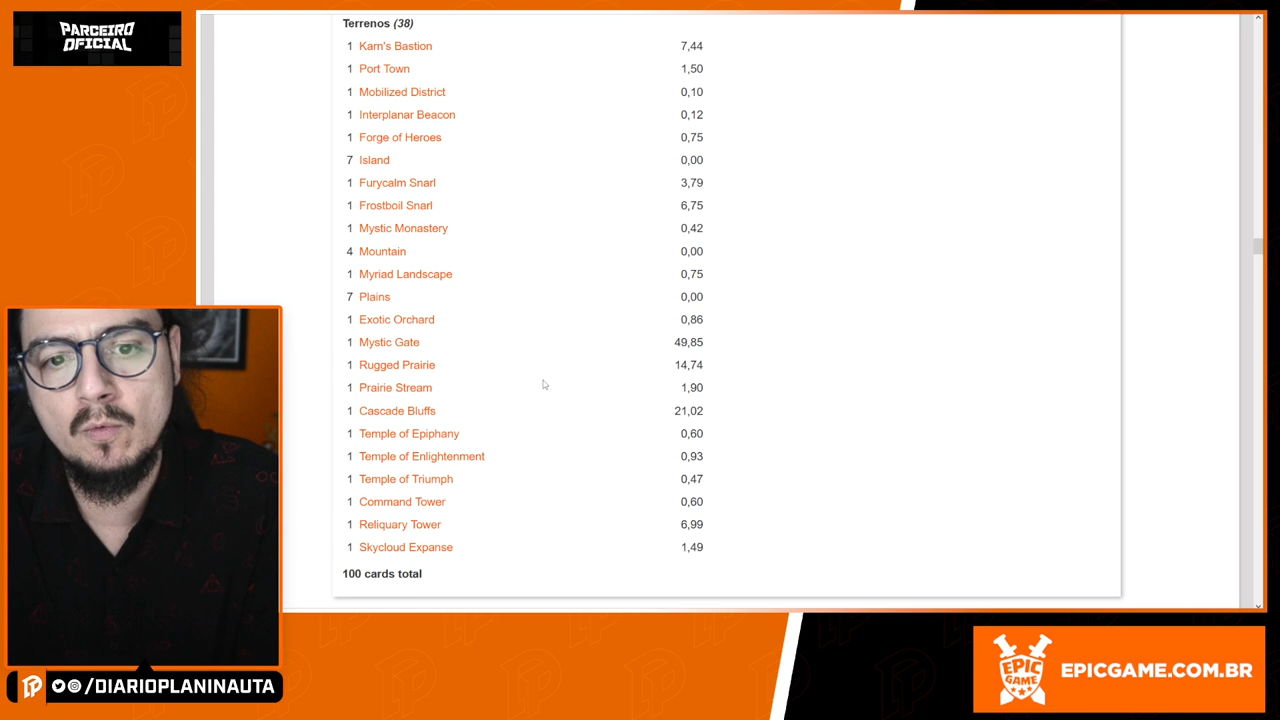 PARCEIRO
OFICIAL
Terrenos (38)
1 Karn's Bastion 7,44
1 Port Town 1,50
1 Mobilized District 0,10
1 Interplanar Beacon 0,12
1 Forge of Heroes 0,75
7 Island 0,00
1 Furycalm Snarl 3,79
1 Frostboil Snarl 6,75
1 Mystic Monastery 0,42
4 Mountain 0,00
1 Myriad Landscape 0,75
7 Plains 0,00
1 Exotic Orchard 0,86
1 Mystic Gate 49,85
1 Rugged Prairie 14,74
1 Prairie Stream 1,90
1 Cascade Bluffs 21,02
1 Temple of Epiphany 0,60
1 Temple of Enlightenment 0,93
1 Temple of Triumph 0,47
1 Command Tower 0,60
1 Reliquary Tower 6,99
1 Skycloud Expanse 1,49
100 cards total
/DIARIOPLANINAUTA
EPIC
GAME
EPICGAME.COM.BR